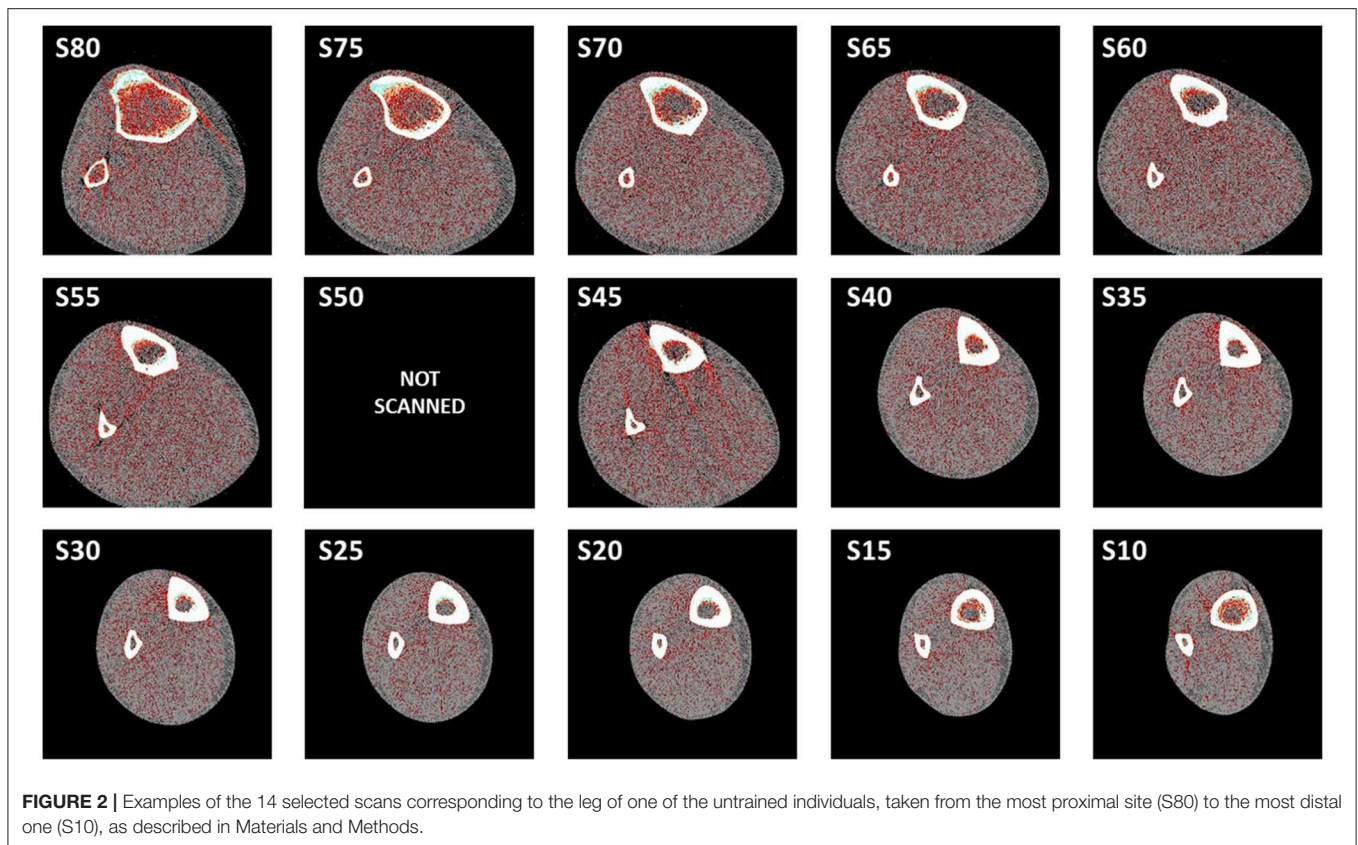 S80
S75
S70
S65
S60
S55
S50
NOT
SCANNED
S45
S40
S35
S30
S25
S20
S15
S10
FIGURE 2 | Examples of the 14 selected scans corresponding to the leg of one of the untrained individuals, taken from the most proximal site (S80) to the most distal
one (S10), as described in Materials and Methods.